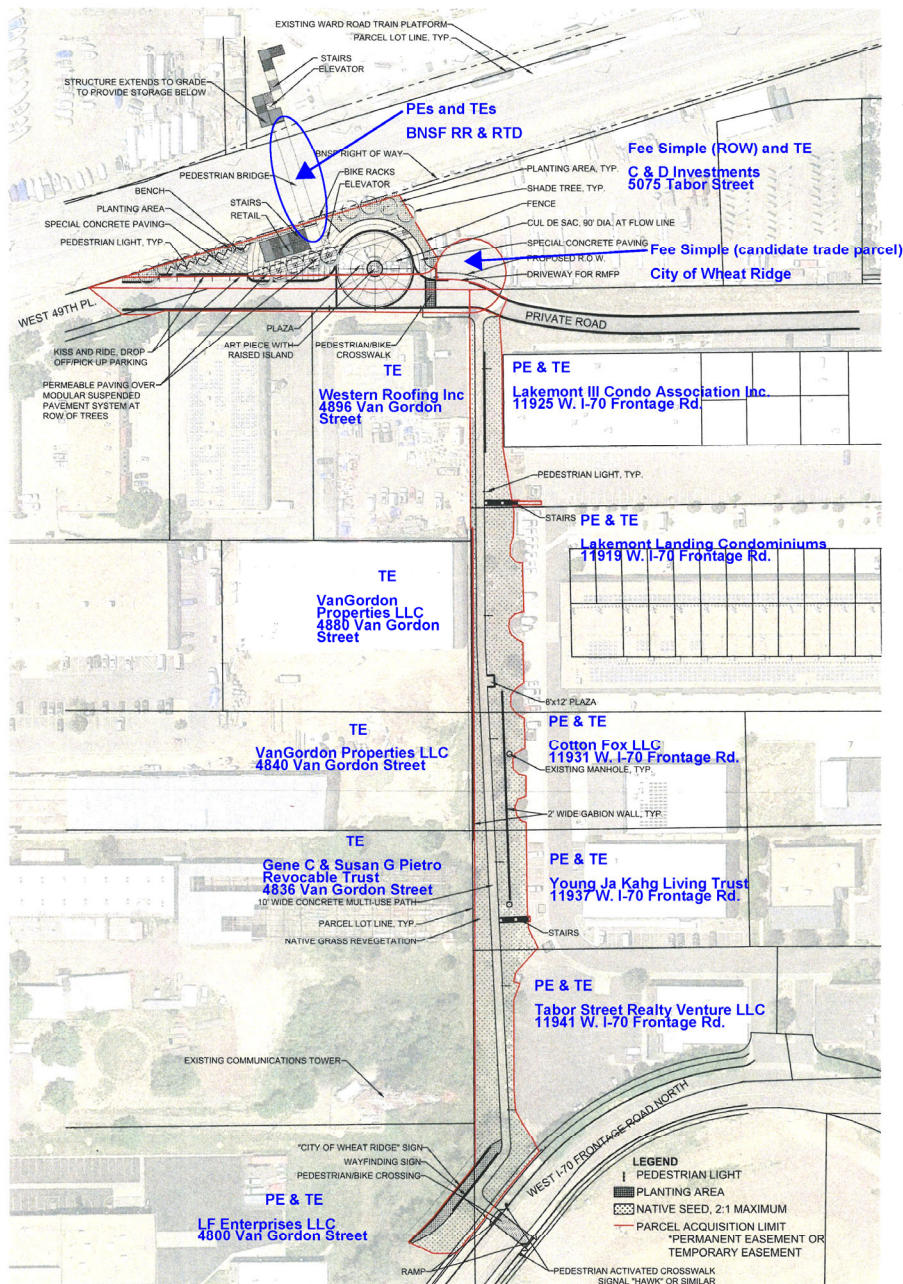 EXISTING WARD ROAD TRAIN PLATFORM
PARCEL LOT LINE, TYP.
STAIRS
ELEVATOR
STRUCTURE EXTENDS TO GRADE
TO PROVIDE STORAGE BELOW
PEs and TEs
BNSF RR & RTD
BNSF RIGHT OF WAY
Fee Simple (ROW) and TE
C & D Investments
5075 Tabor Street
PEDESTRIAN BRIDGE
BIKE RACKS
ELEVATOR
PLANTING AREA, TYP.
SHADE TREE, TYP.
FENCE
CUL DE SAC, 90' DIA. AT FLOW LINE
SPECIAL CONCRETE PAVING
PROPOSED R.O.W.
DRIVEWAY FOR RMFP
BENCH
PLANTING AREA
SPECIAL CONCRETE PAVING
PEDESTRIAN LIGHT, TYP.
STAIRS
RETAIL
Fee Simple (candidate trade parcel)
City of Wheat Ridge
WEST 49TH PL.
PRIVATE ROAD
PLAZA
ART PIECE WITH
RAISED ISLAND
PEDESTRIAN/BIKE
CROSSWALK
KISS AND RIDE, DROP
OFF/PICK UP PARKING
PERMEABLE PAVING OVER
MODULAR SUSPENDED
PAVEMENT SYSTEM AT
ROW OF TREES
TE
Western Roofing Inc
4896 Van Gordon
Street
PE & TE
Lakemont III Condo Association Inc.
11925 W. I-70 Frontage Rd.
PEDESTRIAN LIGHT, TYP.
STAIRS
PE & TE
Lakemont Landing Condominiums
11919 W. I-70 Frontage Rd.
TE
VanGordon
Properties LLC
4880 Van Gordon
Street
8'x12' PLAZA
TE
VanGordon Properties LLC
4840 Van Gordon Street
PE & TE
Cotton Fox LLC
11931 W. I-70 Frontage Rd.
EXISTING MANHOLE, TYP.
2' WIDE GABION WALL, TYP
TE
Gene C & Susan G Pietro
Revocable Trust
4836 Van Gordon Street
10' WIDE CONCRETE MULTI-USE PATH
PARCEL LOT LINE, TYP.
NATIVE GRASS REVEGETATION
PE & TE
Young Ja Kahg Living Trust
11937 W. I-70 Frontage Rd.
STAIRS
PE & TE
Tabor Street Realty Venture LLC
11941 W. I-70 Frontage Rd.
EXISTING COMMUNICATIONS TOWER
WEST I-70 FRONTAGE ROAD NORTH
"CITY OF WHEAT RIDGE" SIGN
WAYFINDING SIGN
PEDESTRIAN/BIKE CROSSING
PE & TE
LF Enterprises LLC
4800 Van Gordon Street
RAMP
PEDESTRIAN ACTIVATED CROSSWALK
SIGNAL "HAWK" OR SIMILAR
LEGEND
PEDESTRIAN LIGHT
PLANTING AREA
NATIVE SEED, 2:1 MAXIMUM
PARCEL ACQUISITION LIMIT
*PERMANENT EASEMENT OR
TEMPORARY EASEMENT